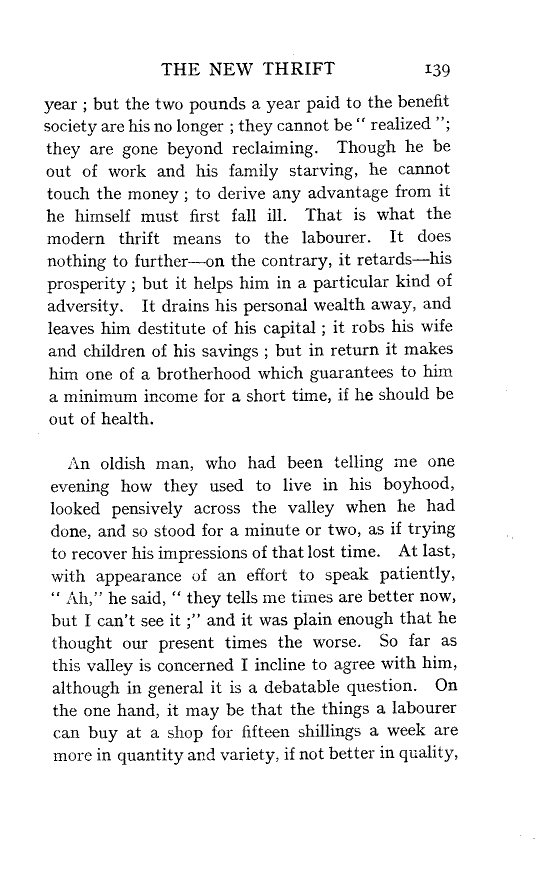 THE NEW THRIFT 139
year ; but the two pounds a year paid to the benefit
society are his no longer ; they cannot be “ realized ”;
they are gone beyond reclaiming. Though he be
out of work and his family starving, he cannot
touch the money ; to derive any advantage from it
he himself must first fall ill. That is what the
modern thrift means to the labourer. It does
nothing to further—on the contrary, it retards—his
prosperity ; but it helps him in a particular kind of
adversity. It drains his personal wealth away, and
leaves him destitute of his capital ; it robs his wife
and children of his savings ; but in return it makes
him one of a brotherhood which guarantees to him
a minimum income for a short time, if he should be
out of health.
An oldish man, who had been telling me one
evening how they used to live in his boyhood,
looked pensively across the valley when he had
done, and so stood for a minute or two, as if trying
to recover his impressions of that lost time. At last,
with appearance of an effort to speak patiently,
“ Ah,” he said, “ they tells me times are better now,
but I can't see it ;” and it was plain enough that he
thought our present times the worse. So far as
this valley is concerned I incline to agree with him,
although in general it is a debatable question. On
the one hand, it may be that the things a labourer
can buy at a shop for fifteen shillings a week are
more in quantity and variety, if not better in quality,